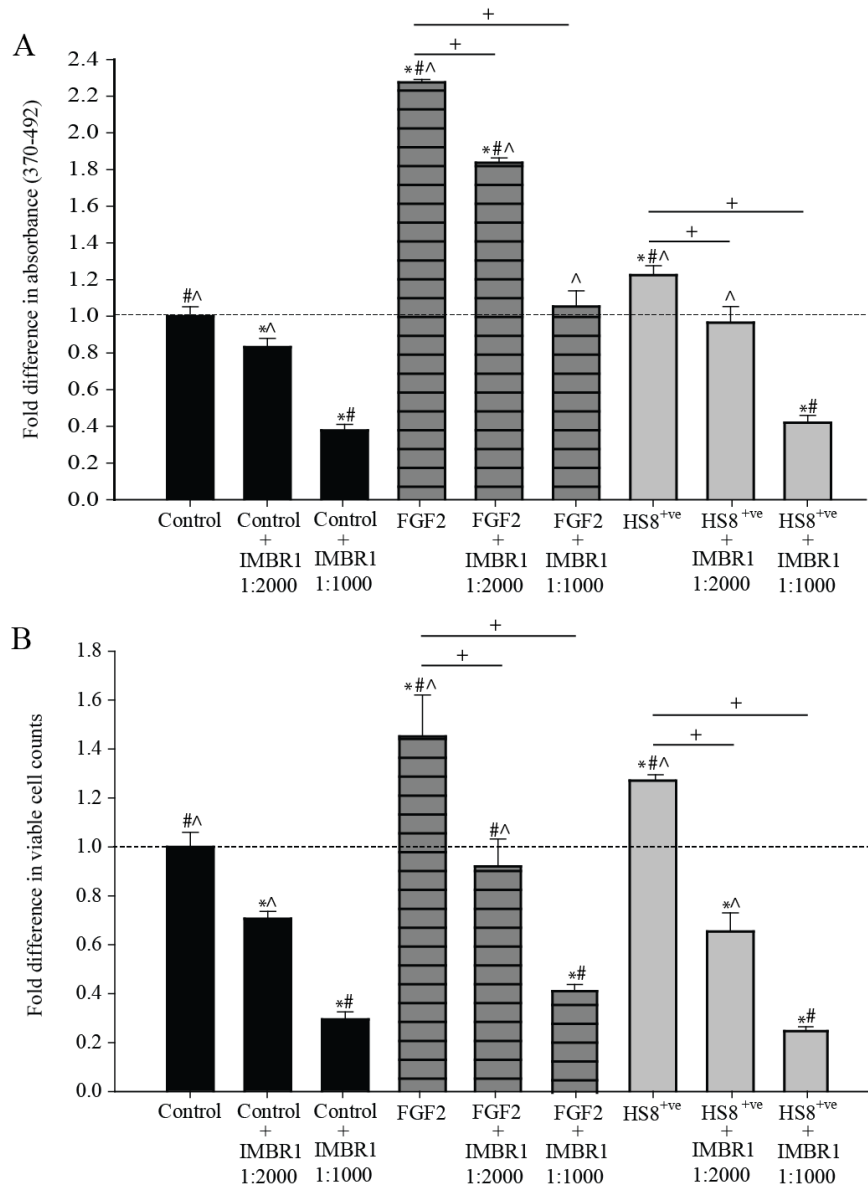 A
Fold difference in absorbance (370-492)
2.4
2.2
2.0
1.8
1.6
1.4
1.2
1.0
0.8
0.6
0.4
0.2
0.0
#^
*^
*#
*#^
*#^
^
*#^
^
*#
+
+
+
+
Control
Control
+
IMBR1
1:2000
Control
+
IMBR1
1:1000
FGF2
FGF2
+
IMBR1
1:2000
FGF2
+
IMBR1
1:1000
HS8+ve
HS8+ve
+
IMBR1
1:2000
HS8+ve
+
IMBR1
1:1000
B
Fold difference in viable cell counts
1.8
1.6
1.4
1.2
1.0
0.8
0.6
0.4
0.2
0.0
#^
*^
*#
*#^
#^
*#
*#^
*^
*#
+
+
+
+
Control
Control
+
IMBR1
1:2000
Control
+
IMBR1
1:1000
FGF2
FGF2
+
IMBR1
1:2000
FGF2
+
IMBR1
1:1000
HS8+ve
HS8+ve
+
IMBR1
1:2000
HS8+ve
+
IMBR1
1:1000